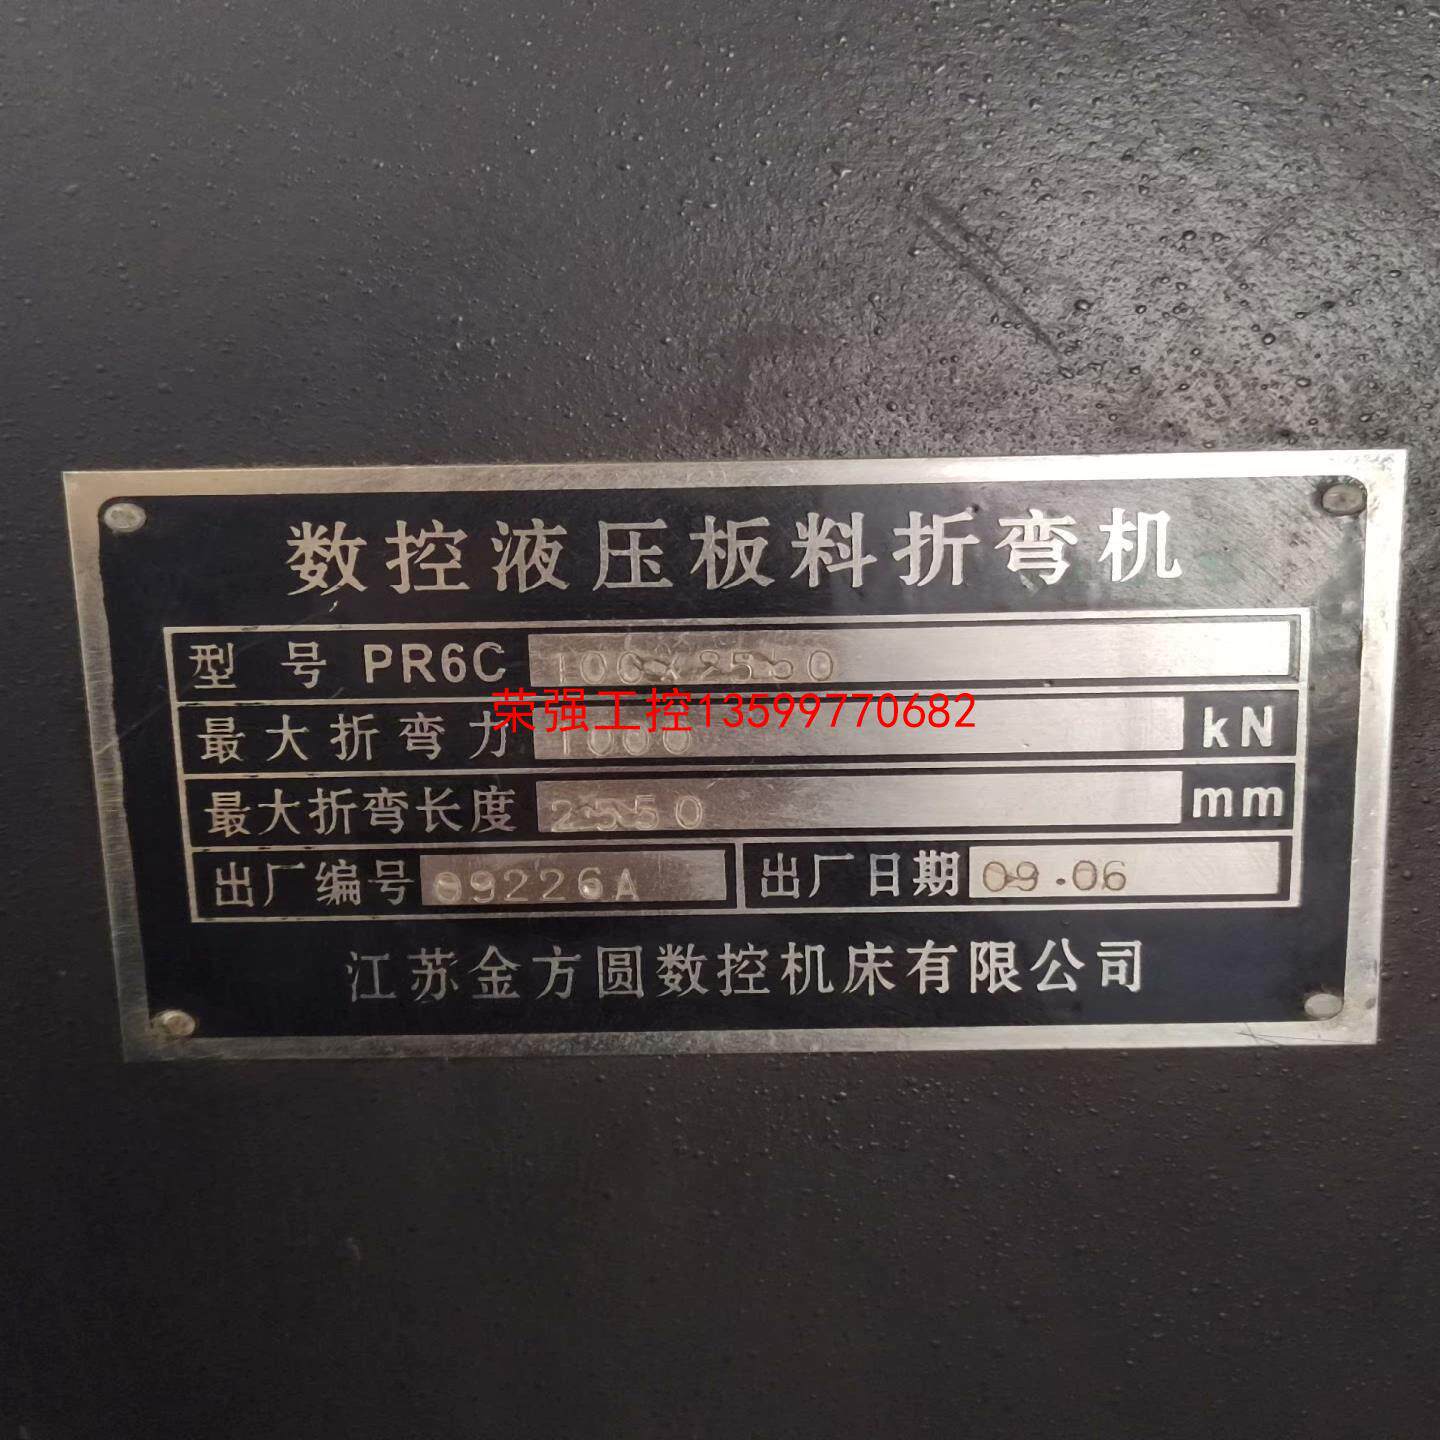 数控液压板料折弯机
型 号 PR6C 100X2550
荣强工控13599770682
最大折弯力 1000 kN
最大折弯长度 2550 mm
出厂编号 09226A 出厂日期 09.06
江苏金方圆数控机床有限公司